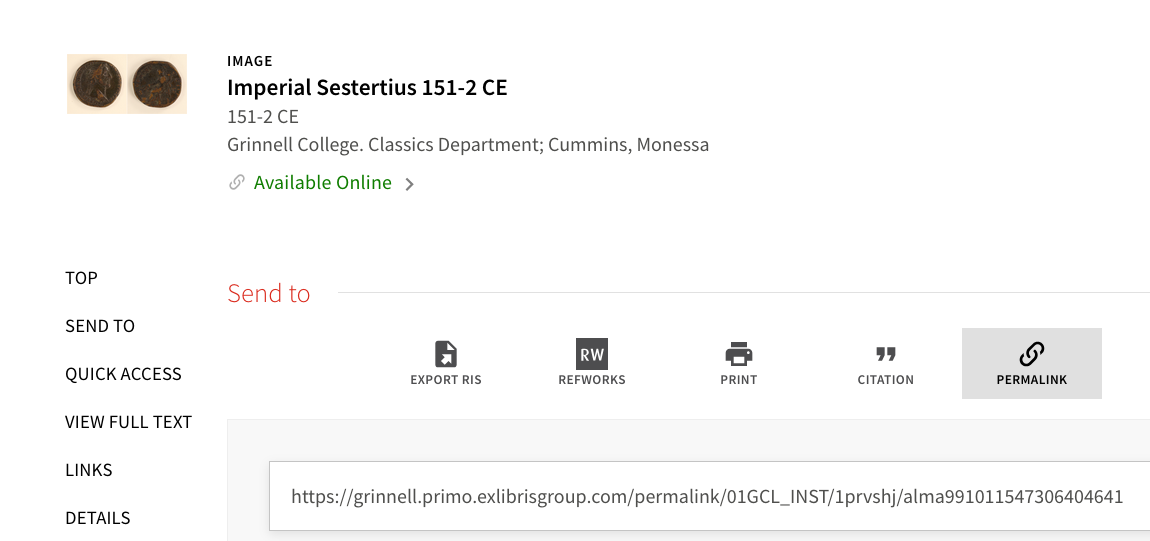 IMAGE
Imperial Sestertius 151-2 CE
151-2 CE
Grinnell College. Classics Department; Cummins, Monessa
Available Online
TOP
SEND TO
QUICK ACCESS
VIEW FULL TEXT
LINKS
DETAILS
Send to
EXPORT RIS
RW
REFWORKS
PRINT
CITATION
PERMALINK
https://grinnell.primo.exlibrisgroup.com/permalink/01GCL_INST/1prvshj/alma991011547306404641